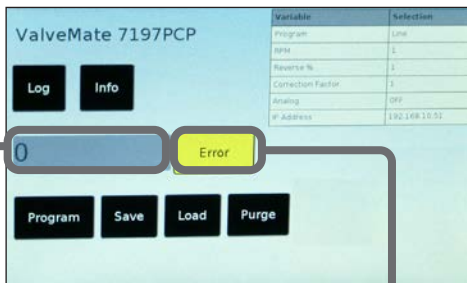 ValveMate 7197PCP
Log
Info
Variable Selection
Program Line
RPM 1
Reverse % 1
Correction Factor 1
Analog OFF
IP Address 192.168.10.51
0
Error
Program
Save
Load
Purge